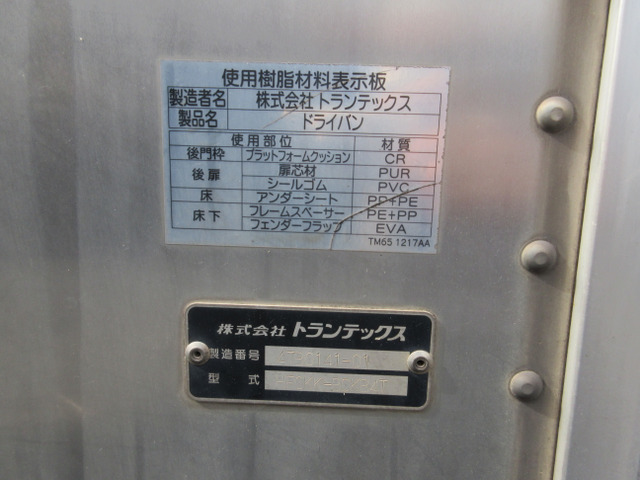 使用樹脂材料表示板
製造者名 株式会社トランテックス
製品名 ドライバン
使用部位 材質
後門枠 プラットフォームクッション CR
後扉 扉芯材 PUR
シールゴム PVC
床 アンダーシート PP+PE
床下 フレームスペーサー PE+PP
フェンダーフラップ EVA
TM65 1217AA
株式会社 トランテックス
製造番号
型式